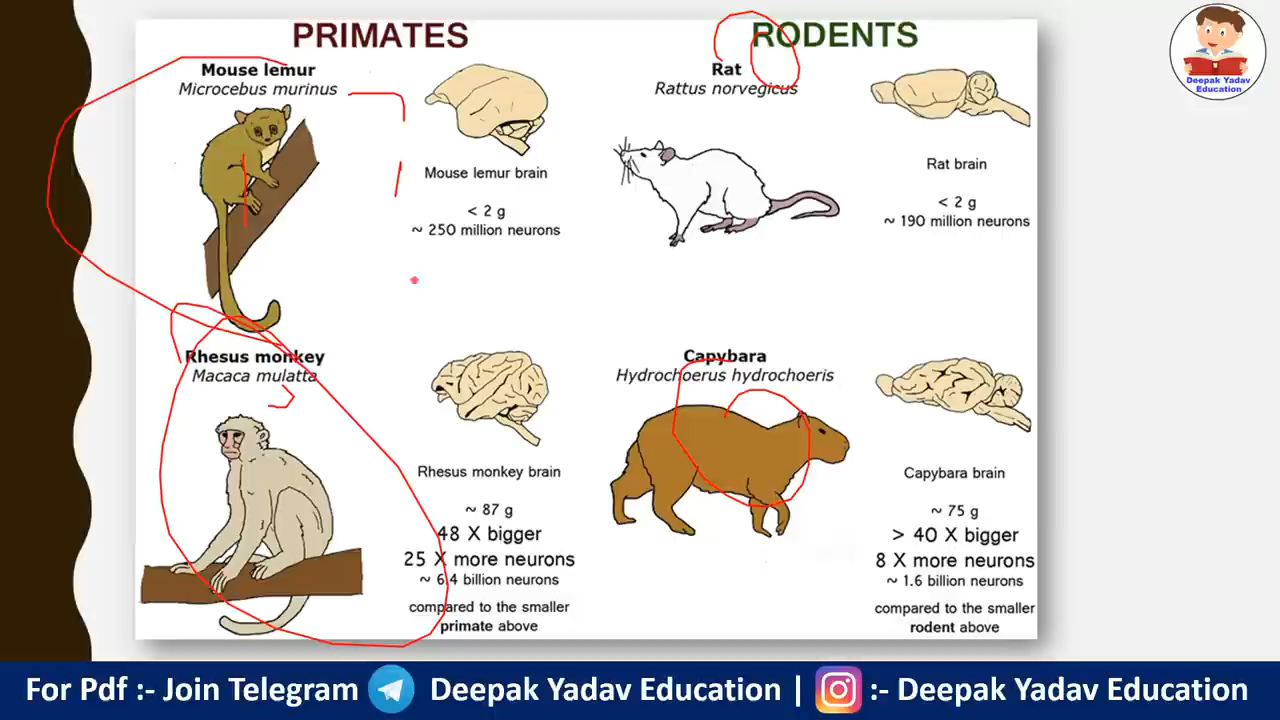 PRIMATES
Mouse lemur
Microcebus murinus
Mouse lemur brain
< 2 g
~ 250 million neurons
Rhesus monkey
Macaca mulatta
Rhesus monkey brain
~ 87 g
48 X bigger
25 X more neurons
~ 6.4 billion neurons
compared to the smaller
primate above
RODENTS
Rat
Rattus norvegicus
Rat brain
< 2 g
~ 190 million neurons
Capybara
Hydrochoerus hydrochoeris
Capybara brain
~ 75 g
> 40 X bigger
8 X more neurons
~ 1.6 billion neurons
compared to the smaller
rodent above
Deepak Yadav
Education
For Pdf :- Join Telegram Deepak Yadav Education | :- Deepak Yadav Education